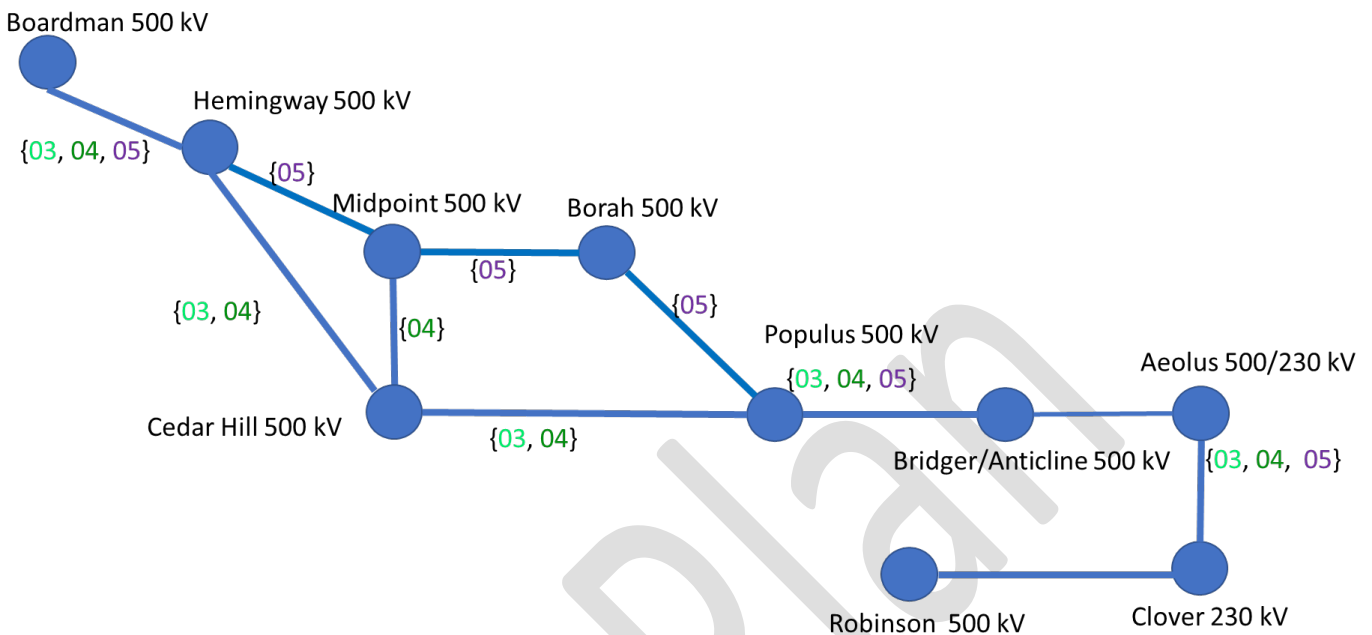 Boardman 500 kV
Hemingway 500 kV
{03, 04, 05}
{05}
Midpoint 500 kV
Borah 500 kV
{05}
{03, 04}
{05}
{04}
Populus 500 kV
Aeolus 500/230 kV
{03, 04, 05}
Cedar Hill 500 kV
{03, 04}
Bridger/Anticline 500 kV
{03, 04, 05}
Robinson 500 kV
Clover 230 kV
Plan